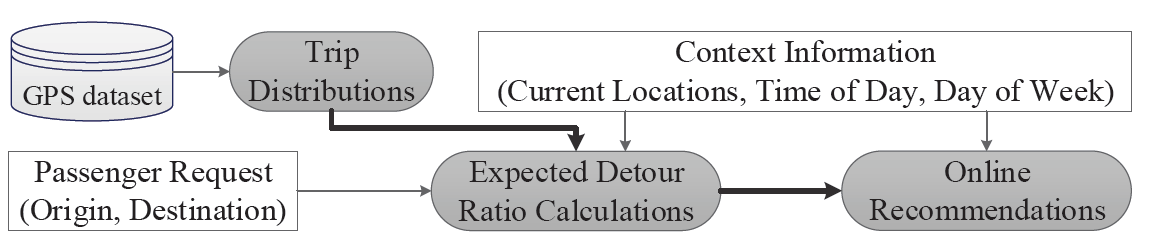 GPS dataset
Trip
Distributions
Context Information
(Current Locations, Time of Day, Day of Week)
Passenger Request
(Origin, Destination)
Expected Detour
Ratio Calculations
Online
Recommendations